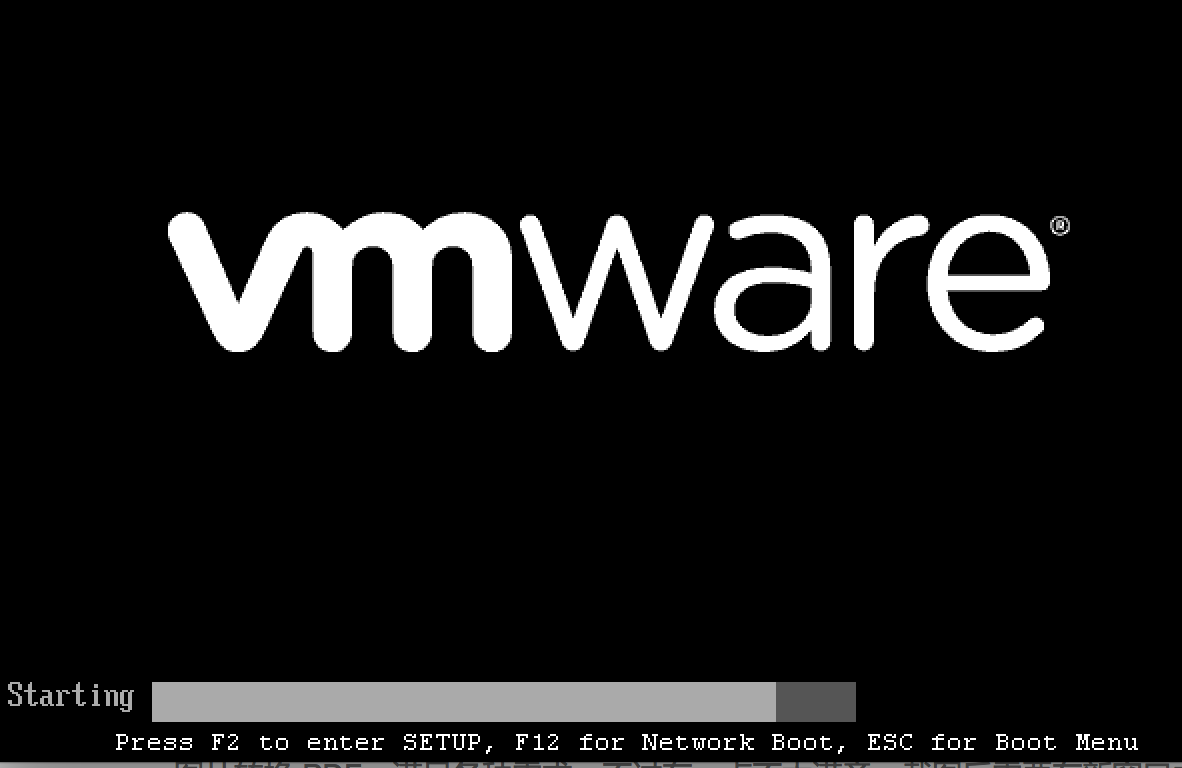 vmware®
Starting
Press F2 to enter SETUP, F12 for Network Boot, ESC for Boot Menu